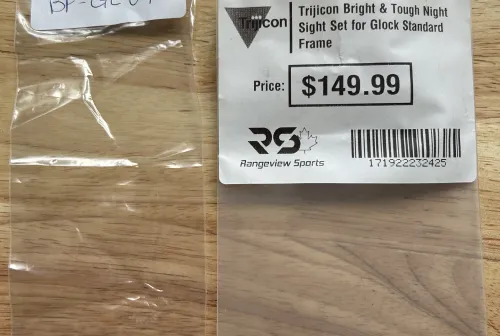 Trijicon
Trijicon Bright & Tough Night
Sight Set for Glock Standard
Frame
Price: $149.99
RS
Rangeview Sports
171922232425